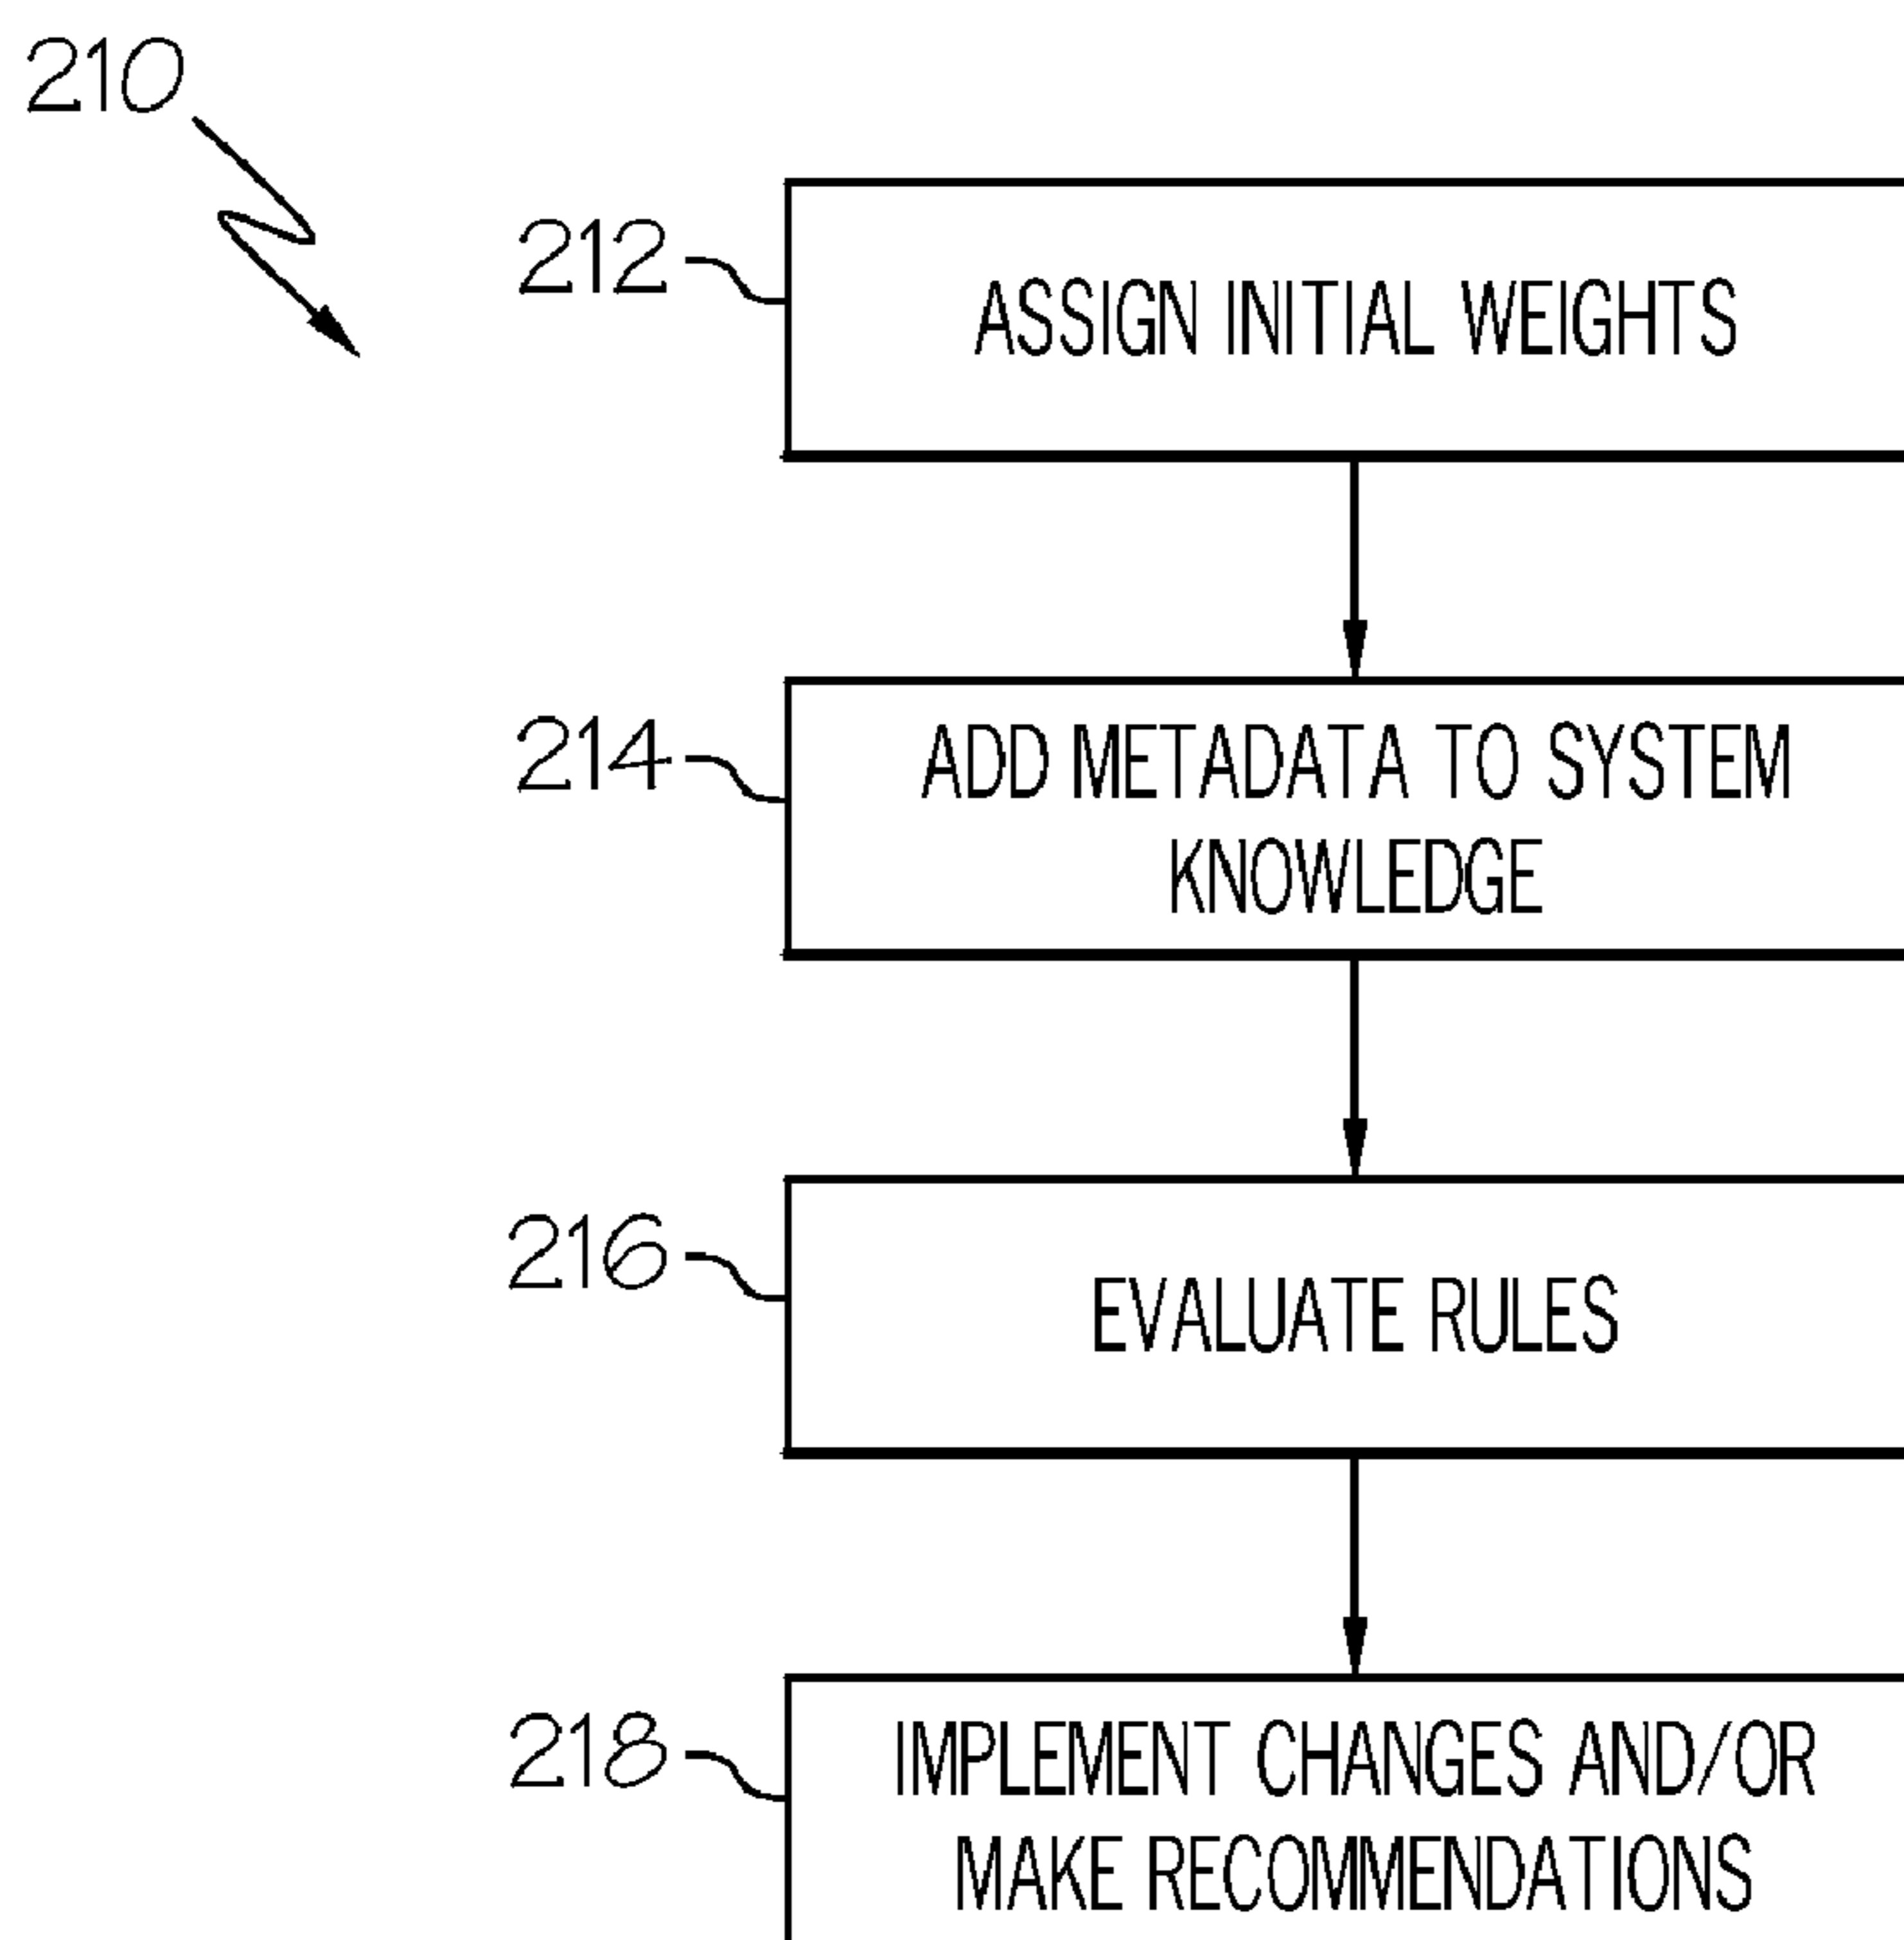 210
212
ASSIGN INITIAL WEIGHTS
214
ADD METADATA TO SYSTEM
KNOWLEDGE
216
EVALUATE RULES
218
IMPLEMENT CHANGES AND/OR
MAKE RECOMMENDATIONS